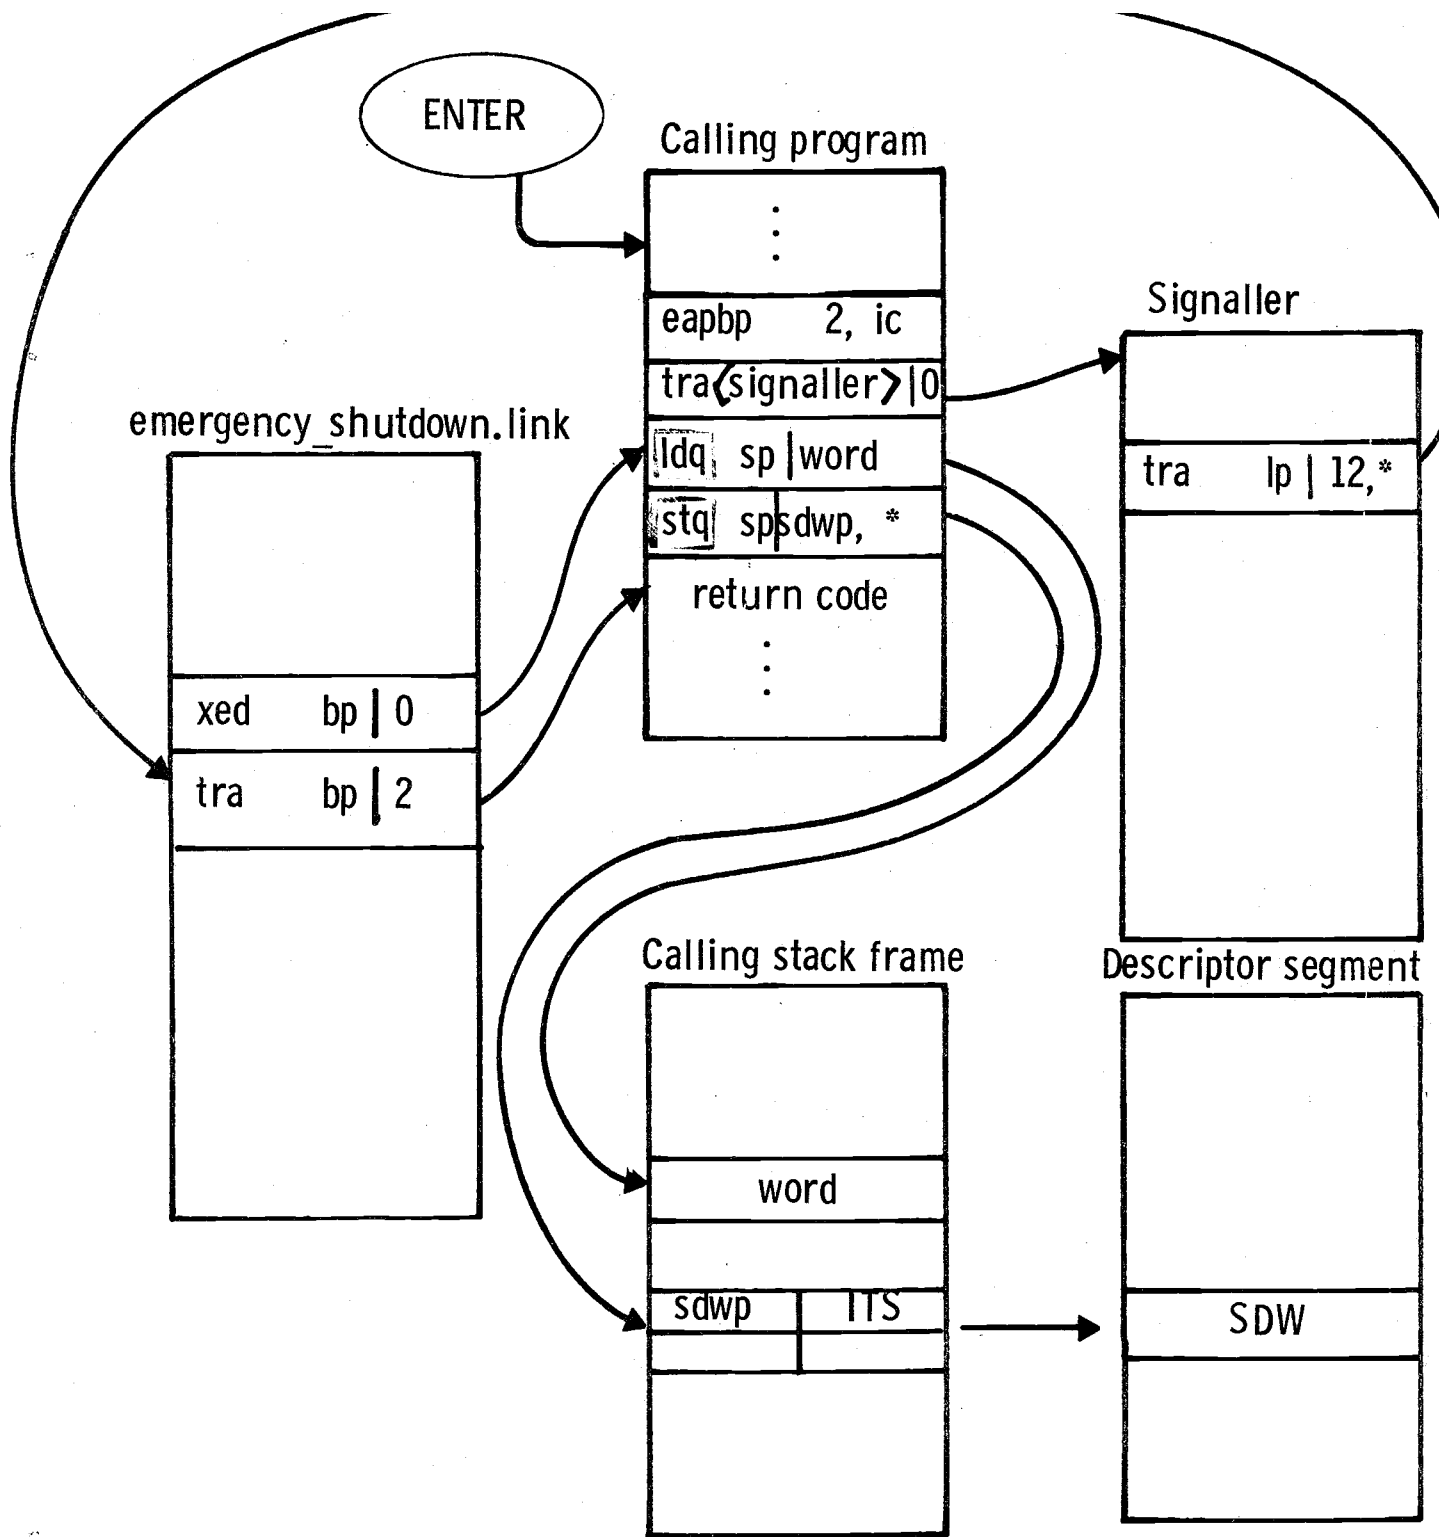 ENTER
Calling program
eapbp 2, ic
tra<signaller>|0
ldq sp|word
stq sp|sdwp, *
return code
Signaller
tra lp|12,*
emergency_shutdown.link
xed bp|0
tra bp|2
Calling stack frame
word
sdwp ITS
Descriptor segment
SDW